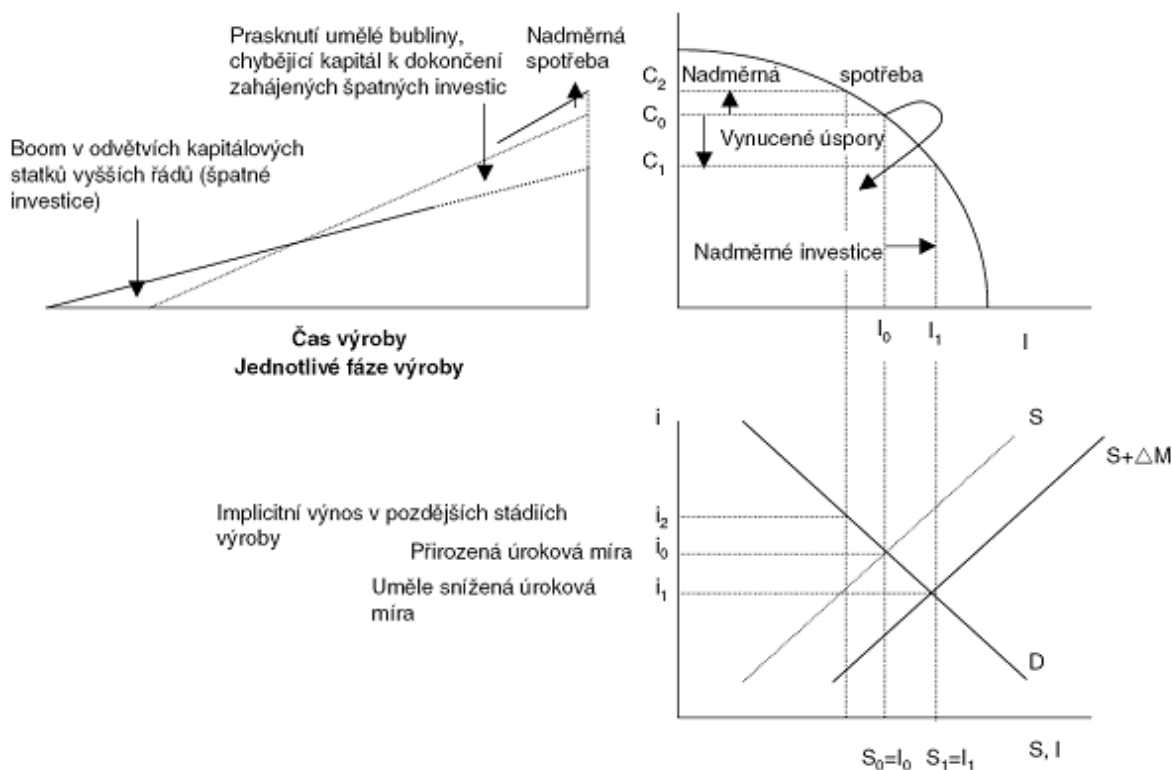 Prasknutí umělé bubliny,
chybějící kapitál k dokončení
zahájených špatných investic
Nadměrná
spotřeba
Boom v odvětvích kapitálových
statků vyšších řádů (špatné
investice)
Čas výroby
Jednotlivé fáze výroby
C2
Nadměrná spotřeba
C0
Vynucené úspory
C1
Nadměrné investice
I0
I1
I
i
S
S+△M
Implicitní výnos v pozdějších stádiích
výroby
i2
Přirozená úroková míra
i0
Uměle snížená úroková
míra
i1
D
S0=I0
S1=I1
S, I